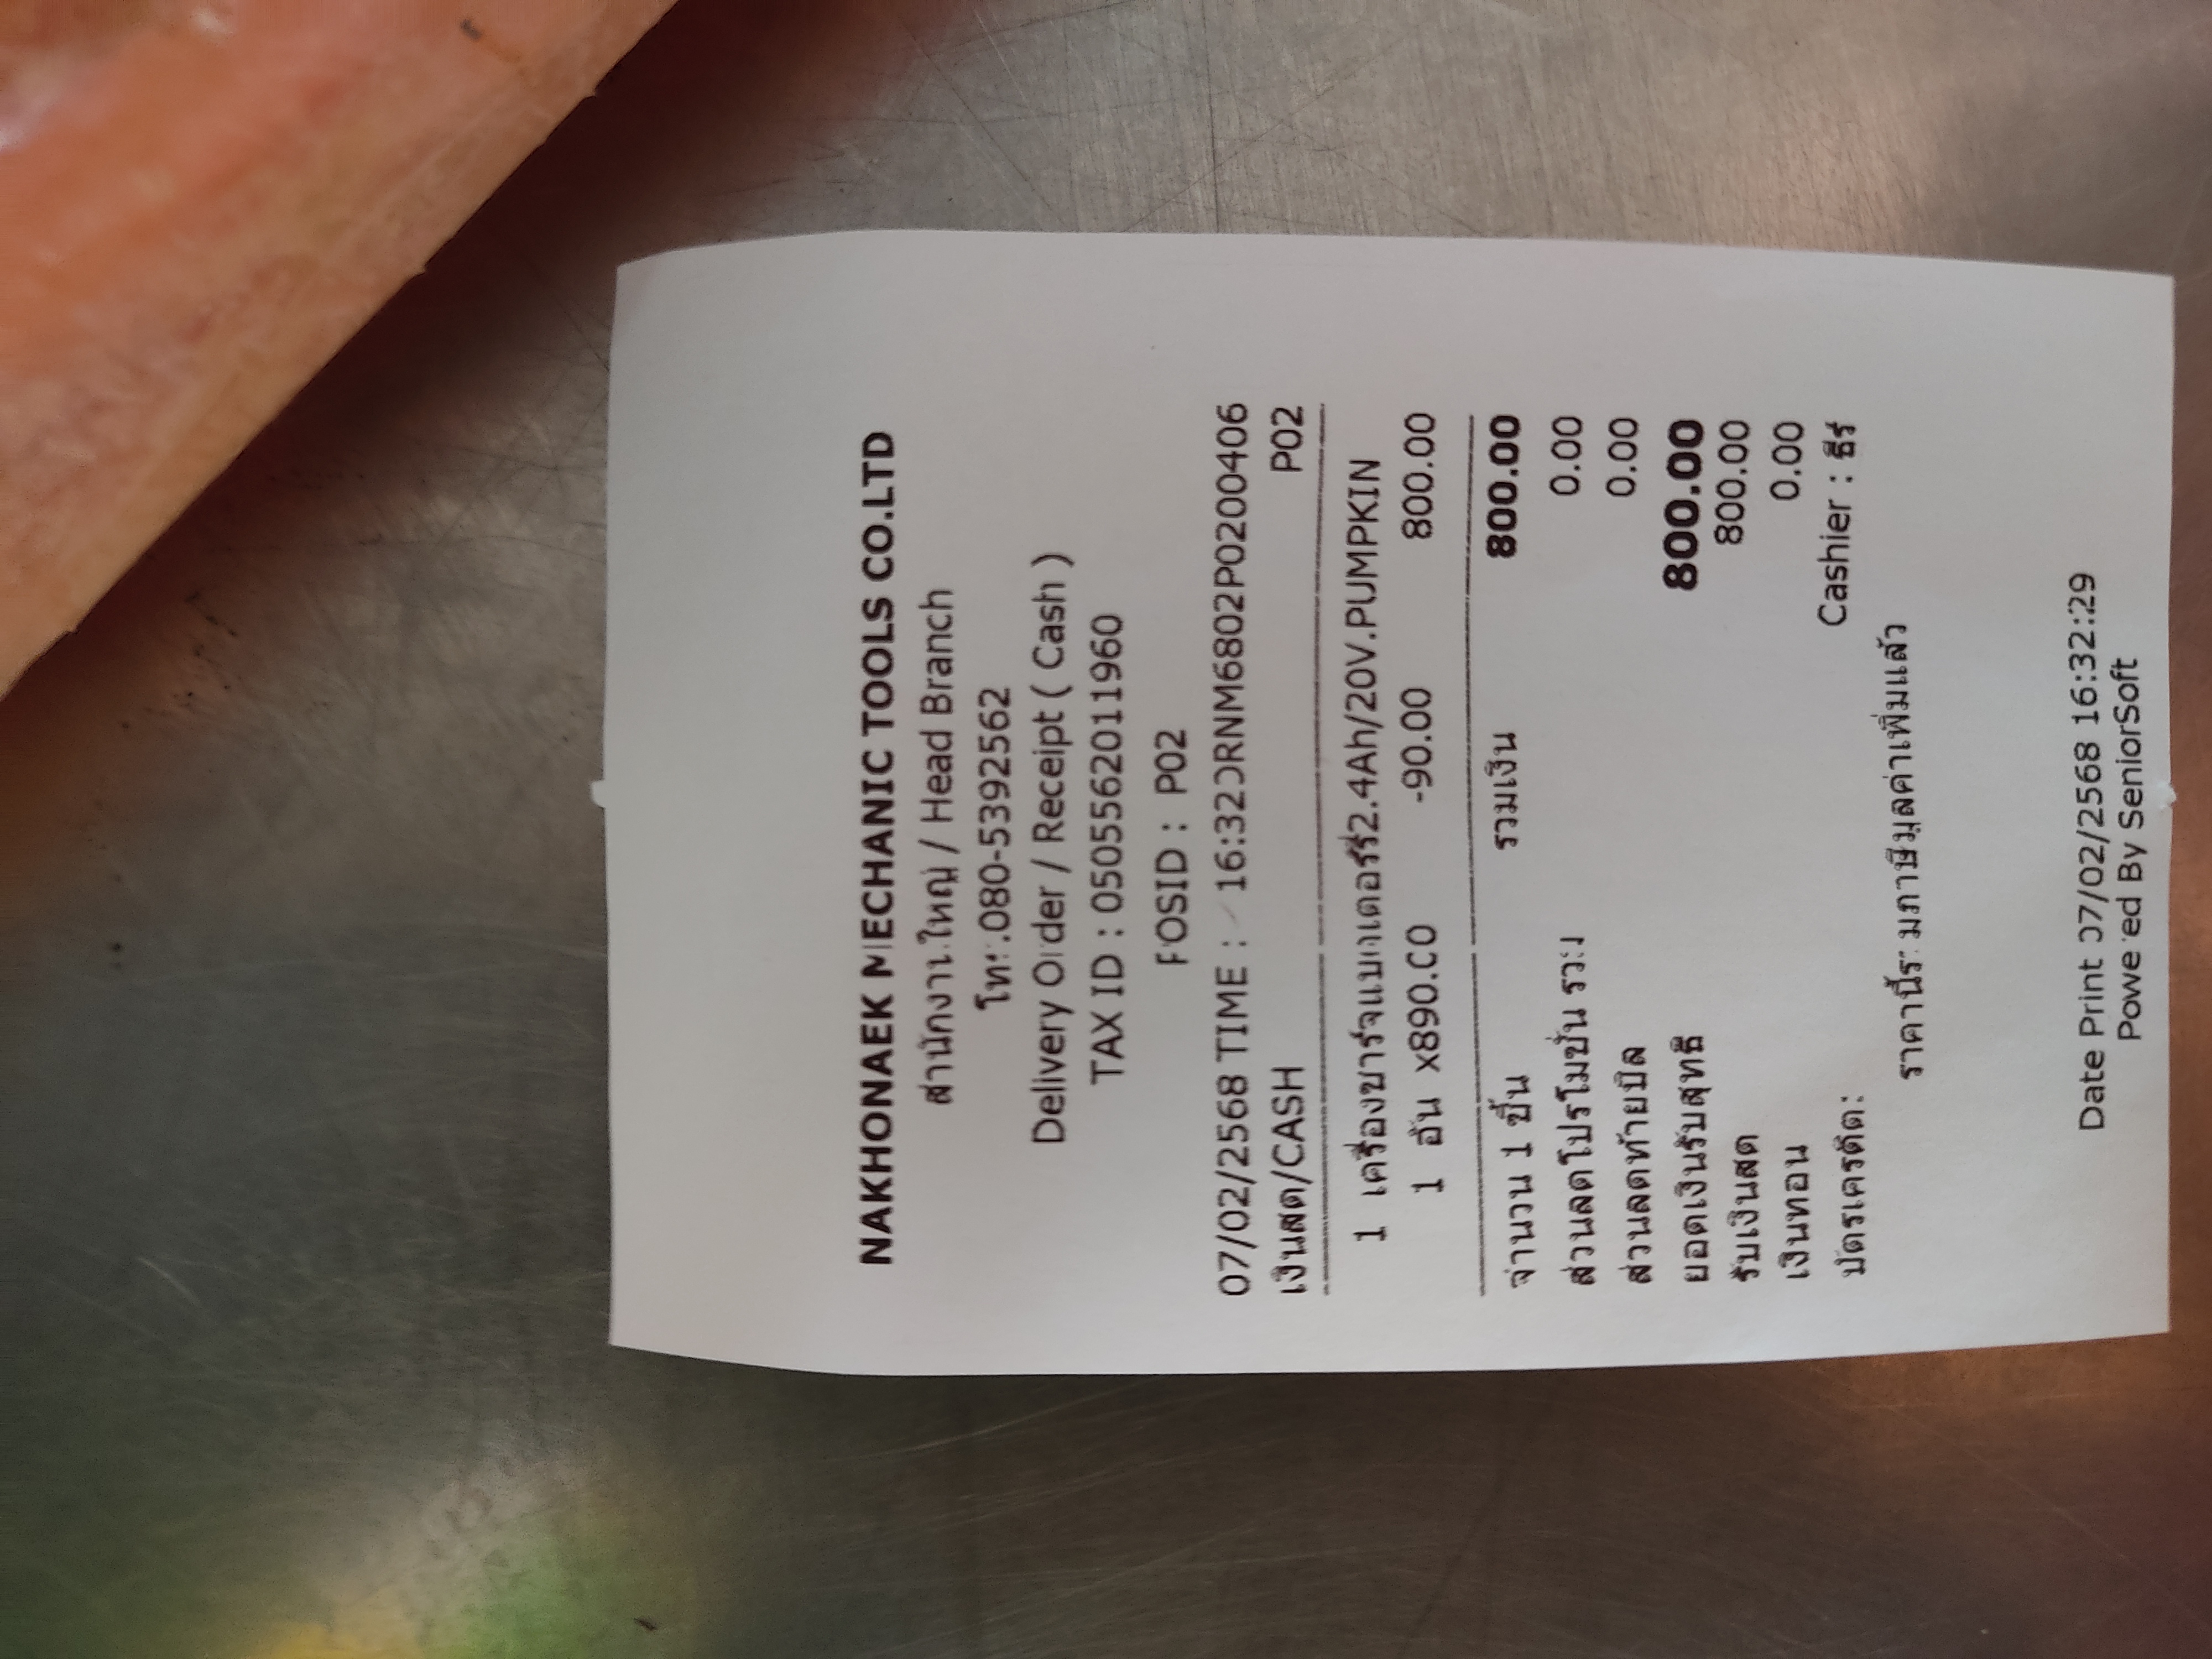 NAKHONAEK MECHANIC TOOLS CO.LTD
สำนักงานใหญ่ / Head Branch
โทร.080-5392562
Delivery Order / Receipt ( Cash )
TAX ID : 0505562011960
POSID : P02
07/02/2568 TIME : 16:32 ORNM6802P0200406
เงินสด/CASH P02
1 เครื่องชาร์จแบตเตอรี่2.4Ah/20V.PUMPKIN
1 อัน x890.00 -90.00 800.00
จำนวน 1 ชิ้น รวมเงิน 800.00
ส่วนลดโปรโมชั่น รวม 0.00
ส่วนลดท้ายบิล 0.00
ยอดเงินรับสุทธิ 800.00
รับเงินสด 800.00
เงินทอน 0.00
บัตรเครดิต: Cashier : ธีร์
ราคานี้รวมภาษีมูลค่าเพิ่มแล้ว
Date Print 07/02/2568 16:32:29
Powered By SeniorSoft